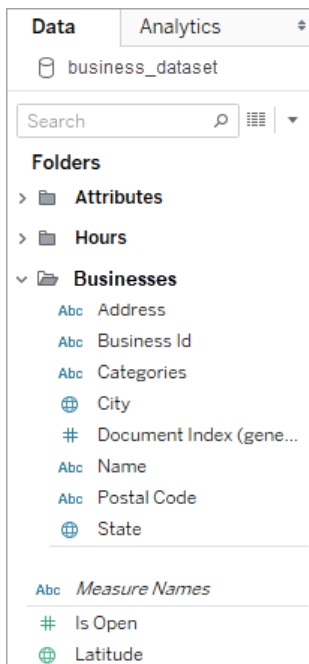 Data Analytics
business_dataset
Search
Folders
Attributes
Hours
Businesses
Abc Address
Abc Business Id
Abc Categories
City
# Document Index (gene...
Abc Name
Abc Postal Code
State
Abc Measure Names
# Is Open
Latitude